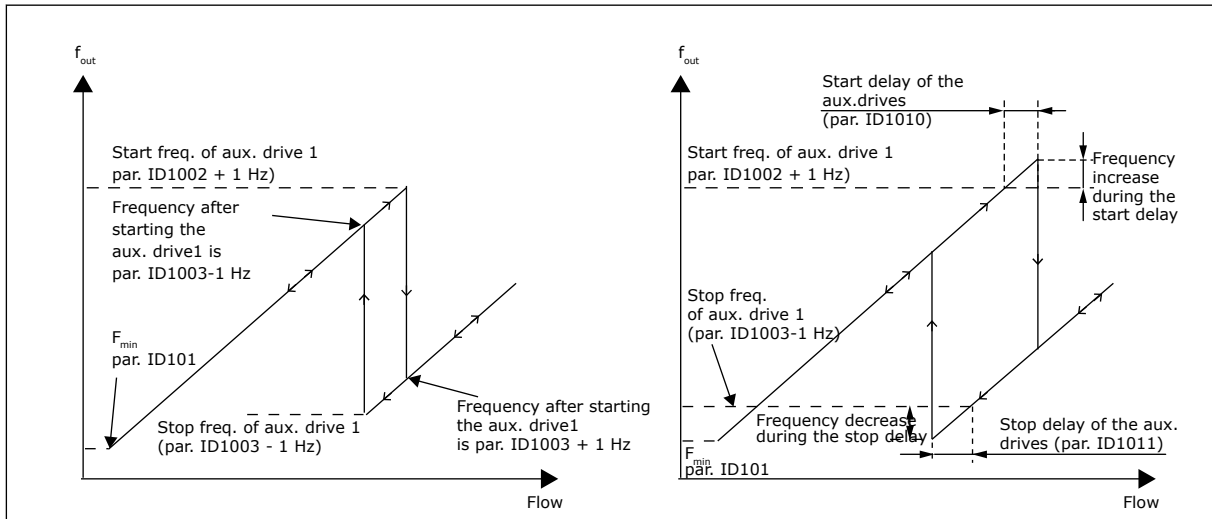 f_out
Start freq. of aux. drive 1
par. ID1002 + 1 Hz)
Frequency after
starting the
aux. drive1 is
par. ID1003-1 Hz
F_min
par. ID101
Stop freq. of aux. drive 1
(par. ID1003 - 1 Hz)
Frequency after starting
the aux. drive1
is par. ID1003 + 1 Hz
Flow
f_out
Start delay of the
aux.drives
(par. ID1010)
Start freq. of aux. drive 1
par. ID1002 + 1 Hz)
Frequency
increase
during the
start delay
Stop freq.
of aux. drive 1
(par. ID1003-1 Hz)
Frequency decrease
during the stop delay
Stop delay of the aux.
drives (par. ID1011)
F_min
par. ID101
Flow